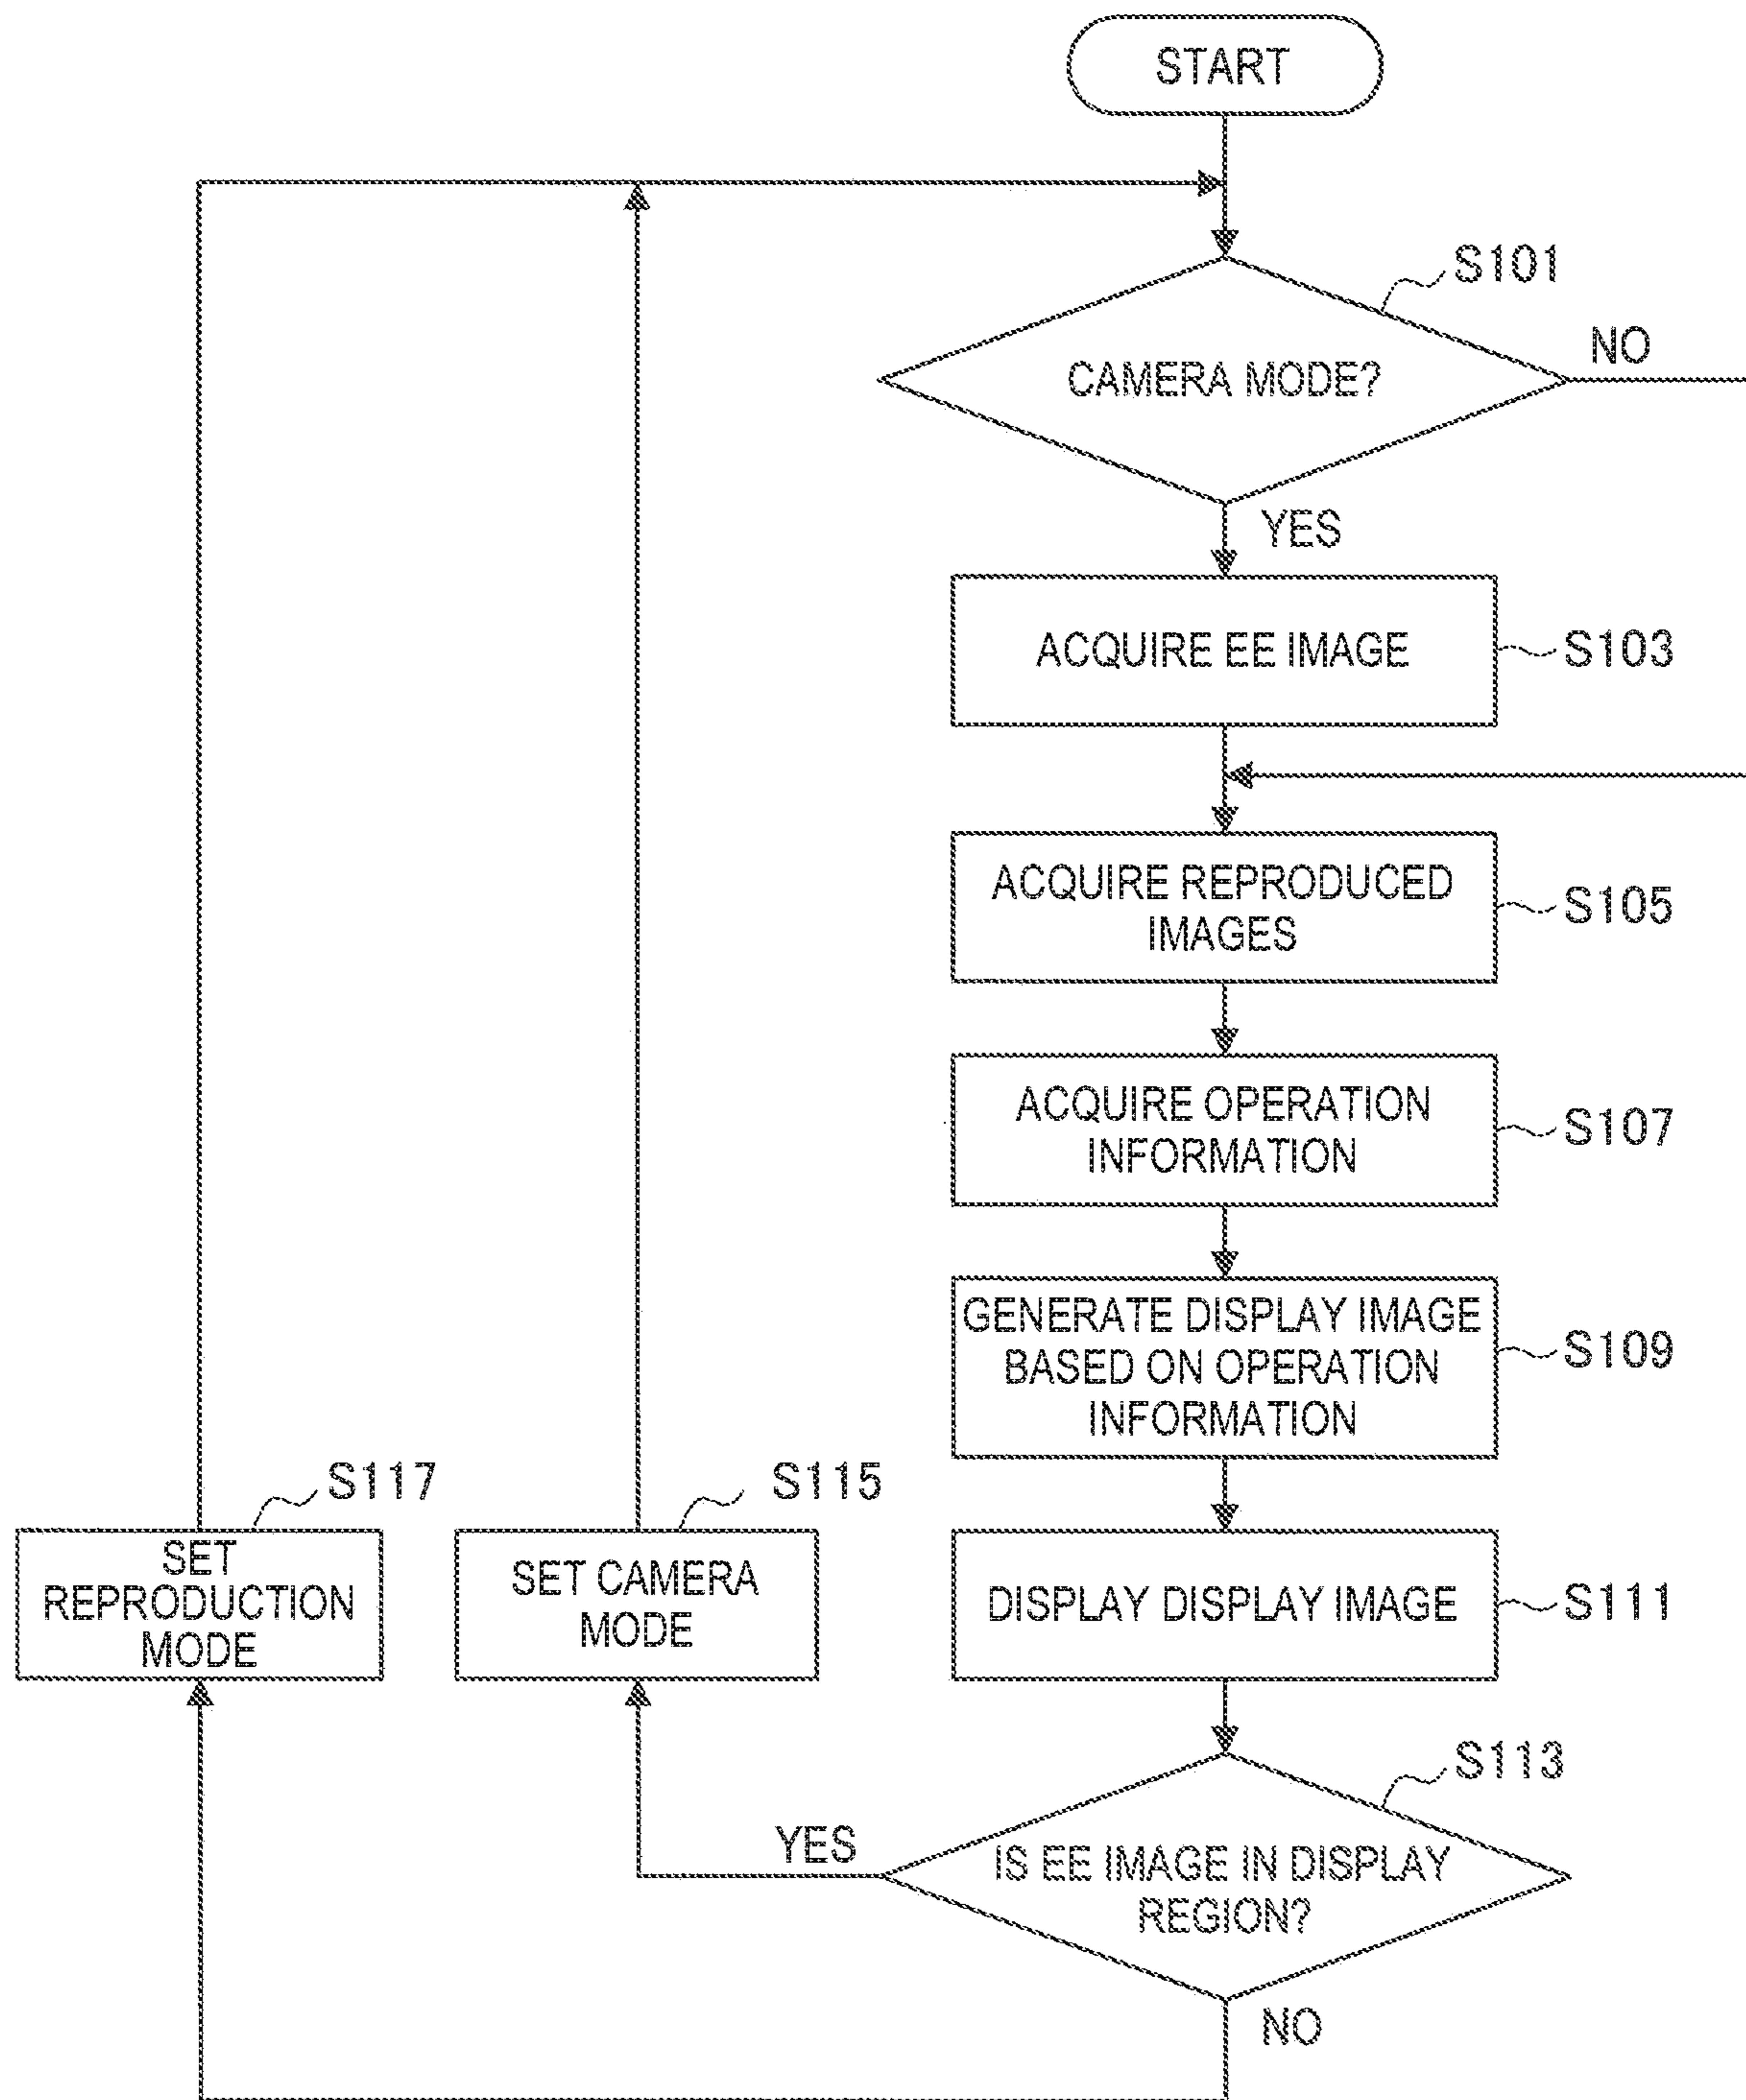 START
S101
CAMERA MODE?
NO
YES
ACQUIRE EE IMAGE
S103
ACQUIRE REPRODUCED
IMAGES
S105
ACQUIRE OPERATION
INFORMATION
S107
GENERATE DISPLAY IMAGE
BASED ON OPERATION
INFORMATION
S109
S117
SET
REPRODUCTION
MODE
S115
SET CAMERA
MODE
DISPLAY DISPLAY IMAGE
S111
S113
IS EE IMAGE IN DISPLAY
REGION?
YES
NO